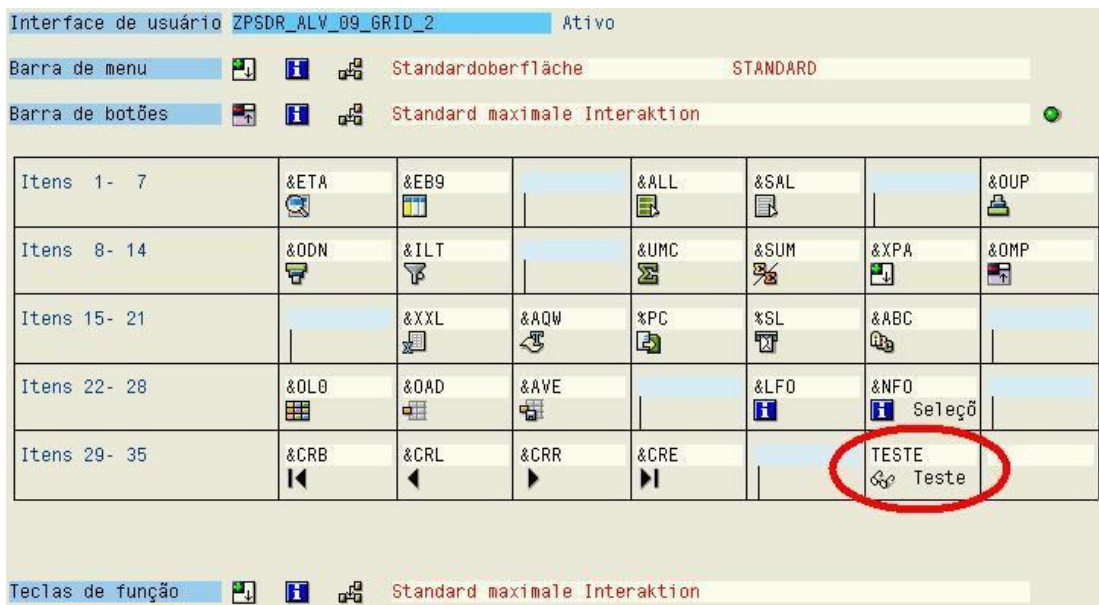 Interface de usuário ZPSDR_ALV_09_GRID_2 Ativo
Barra de menu Standardoberfläche STANDARD
Barra de botões Standard maximale Interaktion
Itens 1- 7 &ETA &EB9 &ALL &SAL &OUP
Itens 8- 14 &ODN &ILT &UMC &SUM &XPA &OMP
Itens 15- 21 &XXL &AQW %PC %SL &ABC
Itens 22- 28 &OL0 &OAD &AVE &LFO &NFO
Seleçõ
Itens 29- 35 &CRB &CRL &CRR &CRE TESTE
Teste
Teclas de função Standard maximale Interaktion